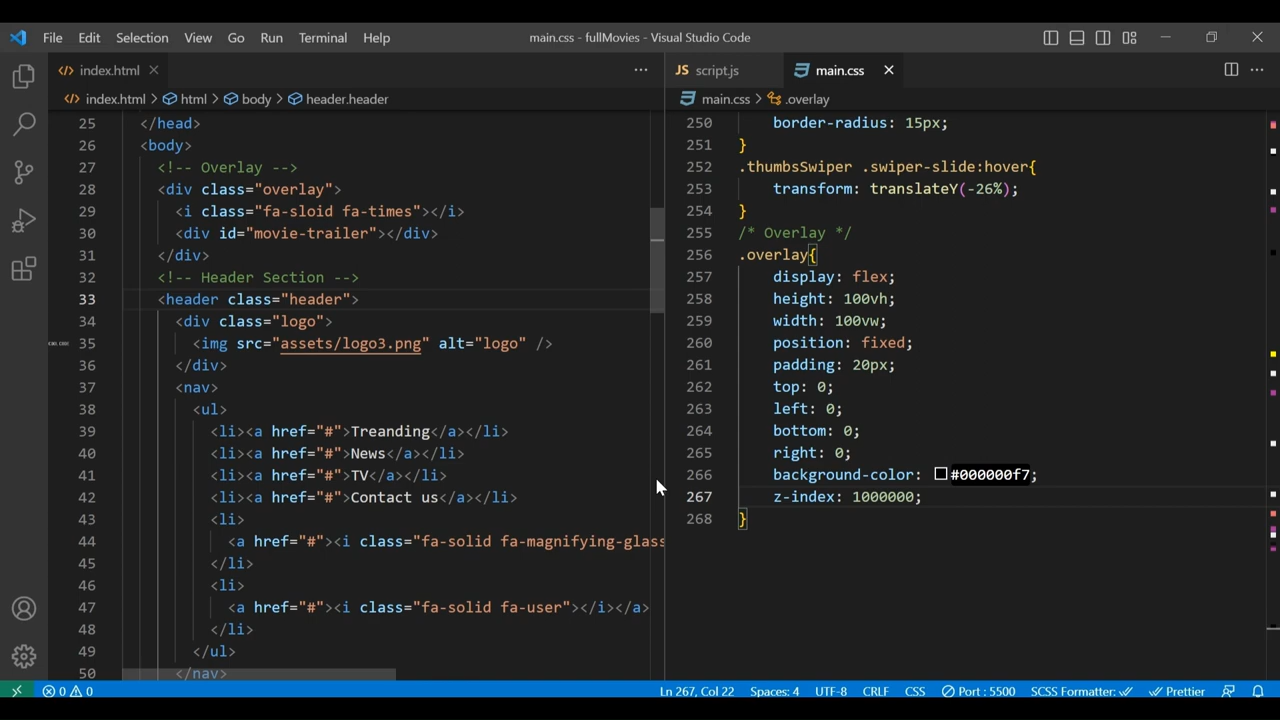 File Edit Selection View Go Run Terminal Help
main.css - fullMovies - Visual Studio Code
index.html
index.html > html > body > header.header
25 </head>
26 <body>
27 <!-- Overlay -->
28 <div class="overlay">
29 <i class="fa-sloid fa-times"></i>
30 <div id="movie-trailer"></div>
31 </div>
32 <!-- Header Section -->
33 <header class="header">
34 <div class="logo">
35 <img src="assets/logo3.png" alt="logo" />
36 </div>
37 <nav>
38 <ul>
39 <li><a href="#">Treanding</a></li>
40 <li><a href="#">News</a></li>
41 <li><a href="#">TV</a></li>
42 <li><a href="#">Contact us</a></li>
43 <li>
44 <a href="#"><i class="fa-solid fa-magnifying-glass
45 </li>
46 <li>
47 <a href="#"><i class="fa-solid fa-user"></i></a>
48 </li>
49 </ul>
50 </nav>
JS script.js
main.css
main.css > .overlay
250 border-radius: 15px;
251 }
252 .thumbsSwiper .swiper-slide:hover{
253 transform: translateY(-26%);
254 }
255 /* Overlay */
256 .overlay{
257 display: flex;
258 height: 100vh;
259 width: 100vw;
260 position: fixed;
261 padding: 20px;
262 top: 0;
263 left: 0;
264 bottom: 0;
265 right: 0;
266 background-color: #000000f7;
267 z-index: 1000000;
268 }
0 0
Ln 267, Col 22 Spaces: 4 UTF-8 CRLF CSS Port : 5500 SCSS Formatter: Prettier